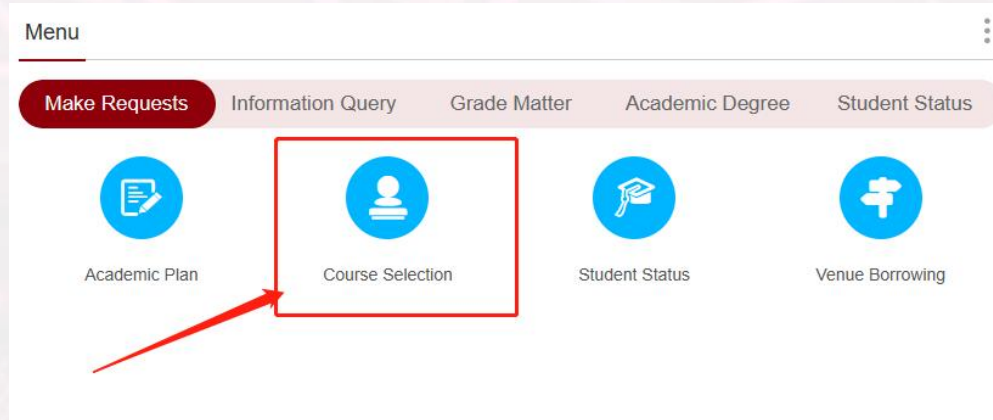 Menu
Make Requests Information Query Grade Matter Academic Degree Student Status
Academic Plan Course Selection Student Status Venue Borrowing